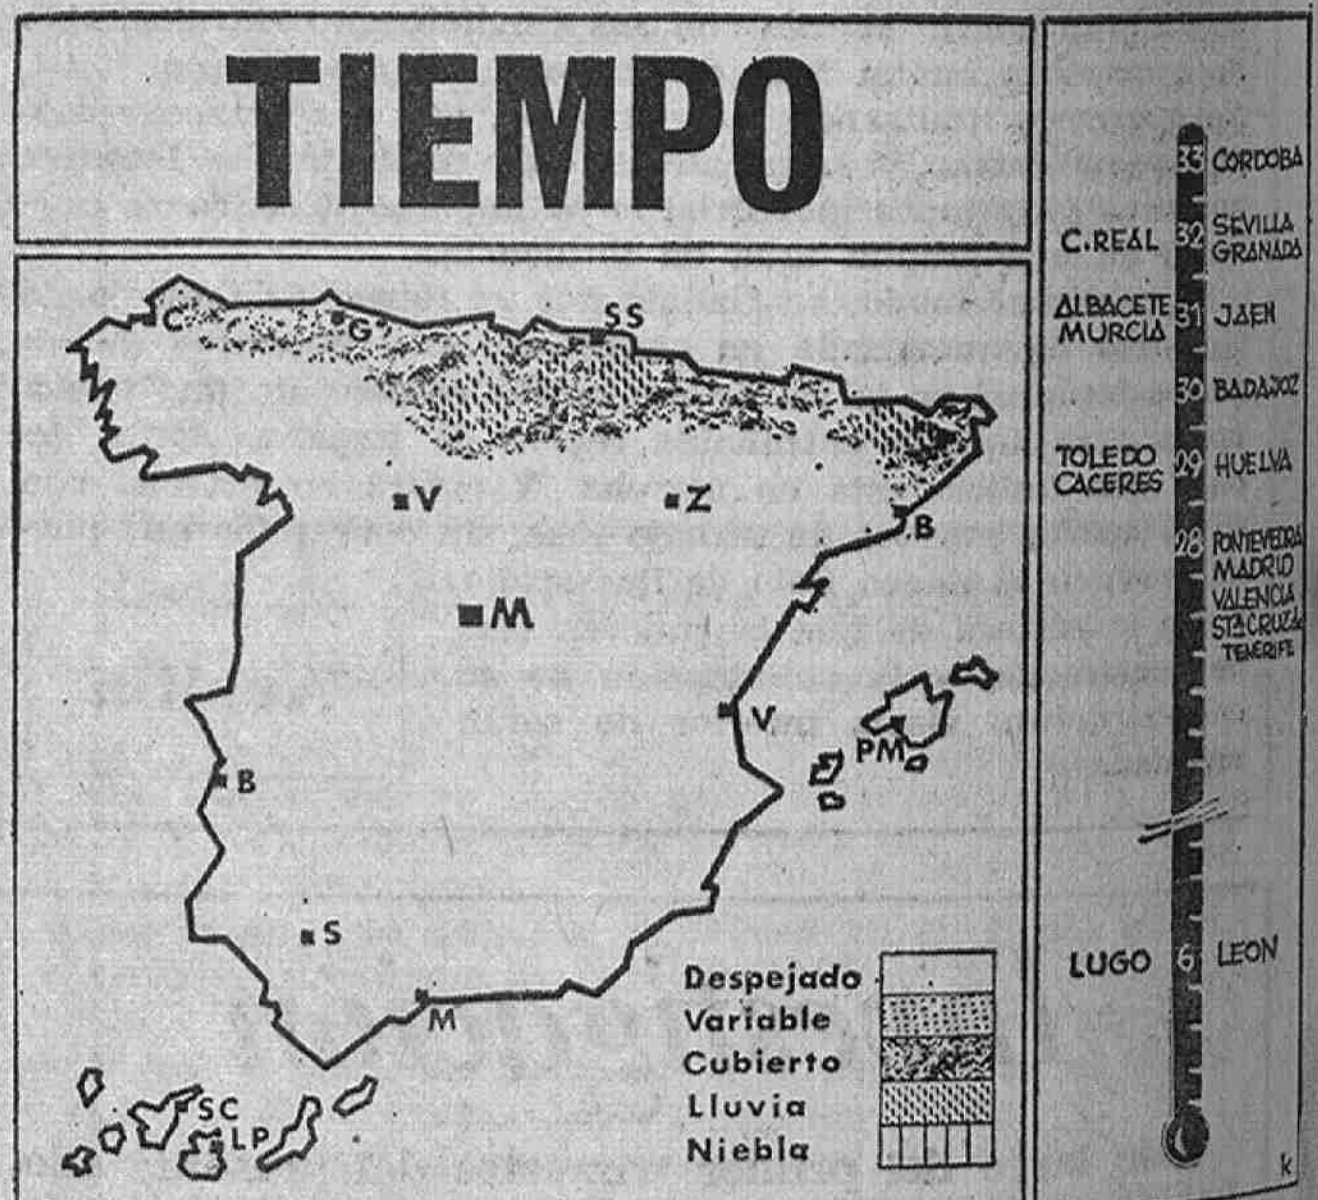 TIEMPO
C
G
SS
V
Z
B
M
V
PM
B
S
M
SC
LP
Despejado
Variable
Cubierto
Lluvia
Niebla
33 CORDOBA
C.REAL 32 SEVILLA
GRANADA
ALBACETE 31 JAEN
MURCIA
30 BADAJOZ
TOLEDO 29 HUELVA
CACERES
28 PONTEVEDRA
MADRID
VALENCIA
STA CRUZ de
TENERIFE
LUGO 6 LEON
k